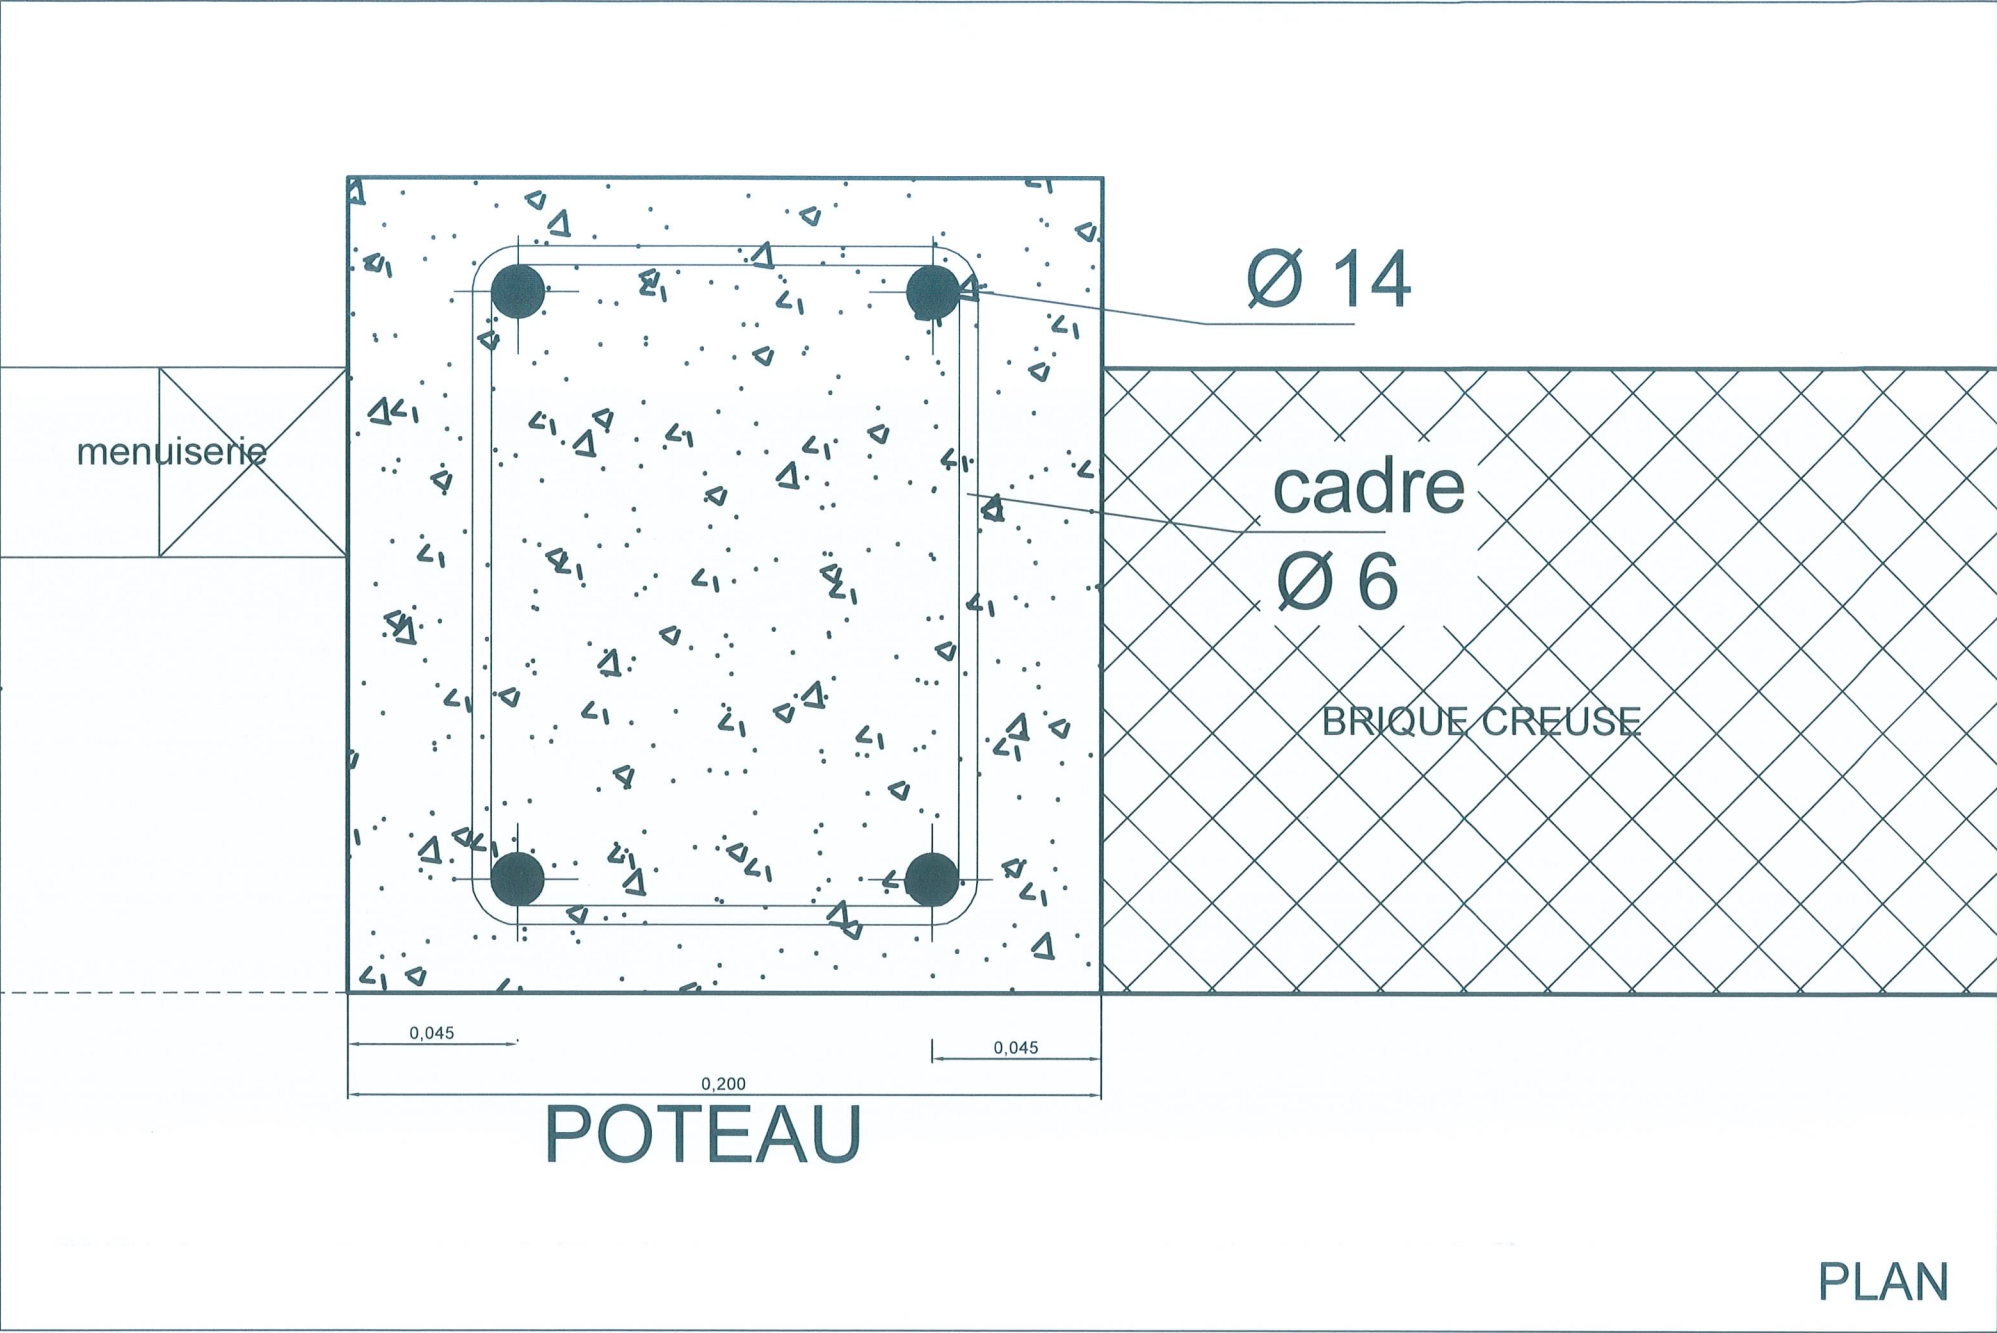 Ø 14
menuiserie
cadre
Ø 6
BRIQUE CREUSE
0,045
0,045
0,200
POTEAU
PLAN